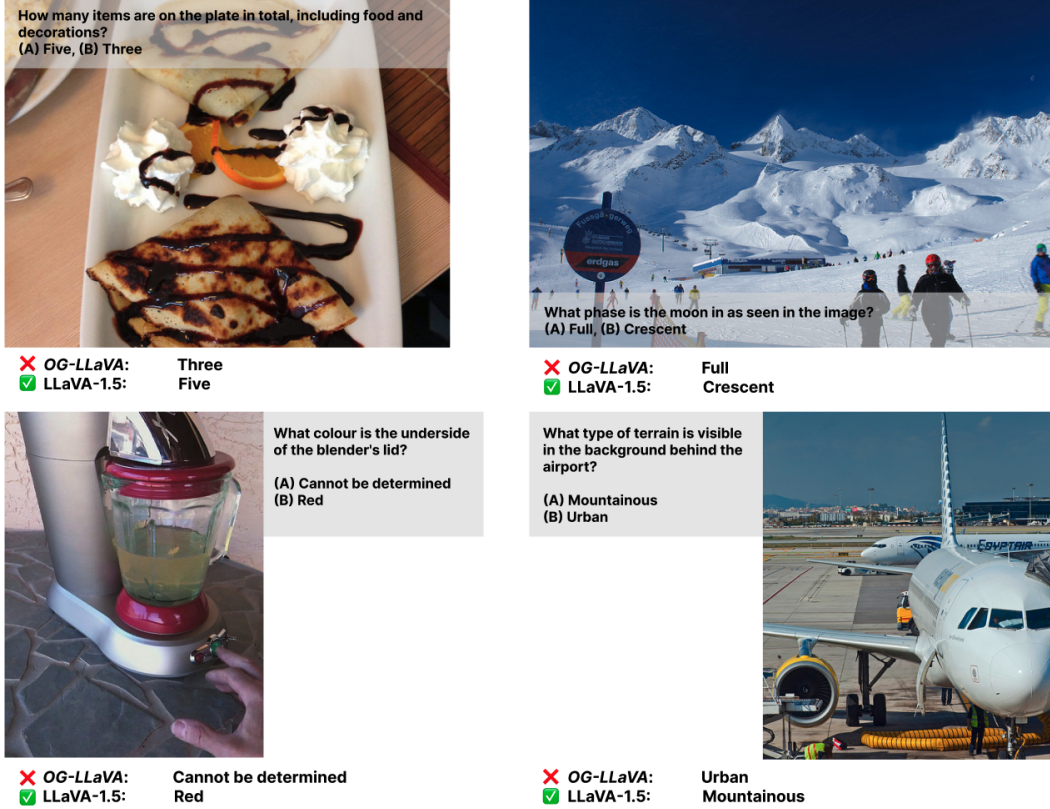 How many items are on the plate in total, including food and
decorations?
(A) Five, (B) Three
❌ OG-LLaVA: Three
✅ LLaVA-1.5: Five
erdgas
What phase is the moon in as seen in the image?
(A) Full, (B) Crescent
❌ OG-LLaVA: Full
✅ LLaVA-1.5: Crescent
What colour is the underside
of the blender's lid?
(A) Cannot be determined
(B) Red
❌ OG-LLaVA: Cannot be determined
✅ LLaVA-1.5: Red
What type of terrain is visible
in the background behind the
airport?
(A) Mountainous
(B) Urban
EGYPTAIR
❌ OG-LLaVA: Urban
✅ LLaVA-1.5: Mountainous